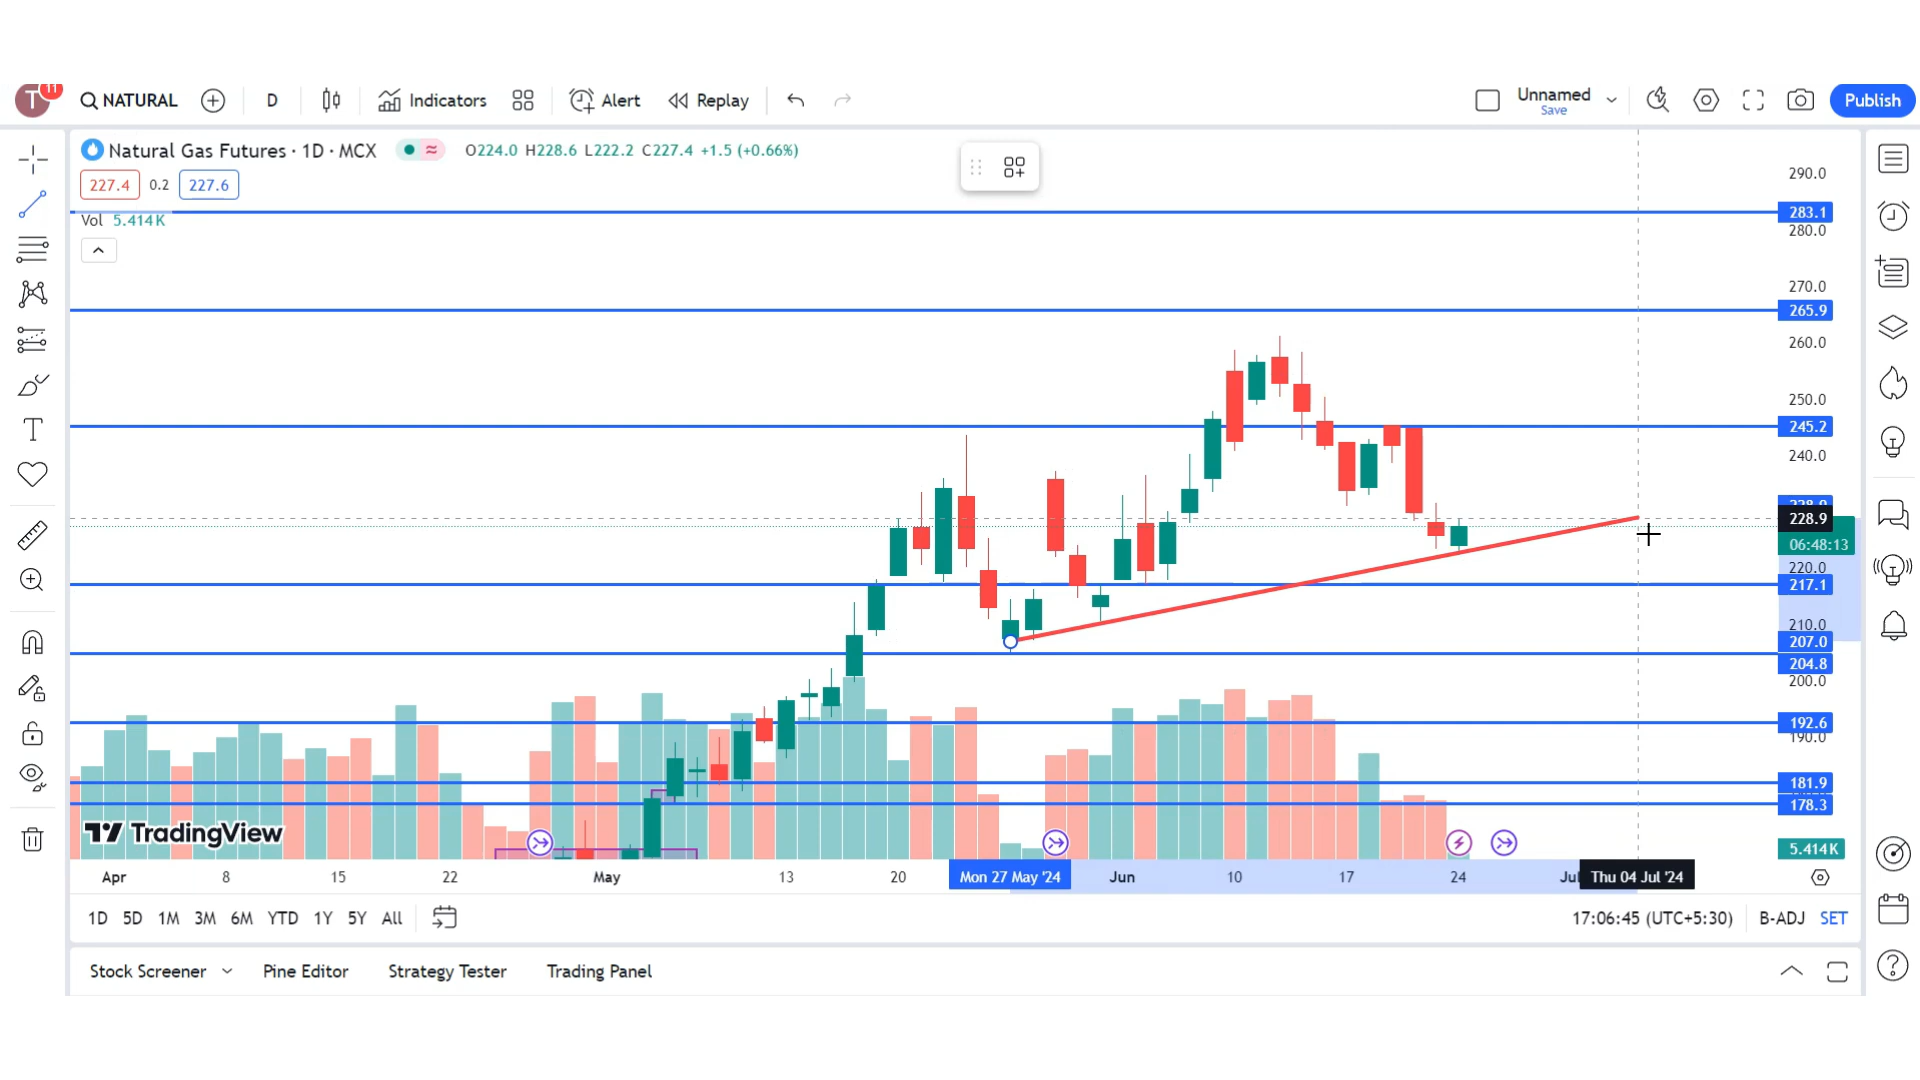 T 11 NATURAL D Indicators Alert Replay Unnamed Save Publish
Natural Gas Futures · 1D · MCX O224.0 H228.6 L222.2 C227.4 +1.5 (+0.66%)
227.4 0.2 227.6
Vol 5.414K
290.0
283.1
280.0
270.0
265.9
260.0
250.0
245.2
240.0
228.9
06:48:13
220.0
217.1
210.0
207.0
204.8
200.0
192.6
190.0
181.9
178.3
TradingView
5.414K
Apr 8 15 22 May 13 20 Mon 27 May '24 Jun 10 17 24 Jul Thu 04 Jul '24
1D 5D 1M 3M 6M YTD 1Y 5Y All 17:06:45 (UTC+5:30) B-ADJ SET
Stock Screener Pine Editor Strategy Tester Trading Panel